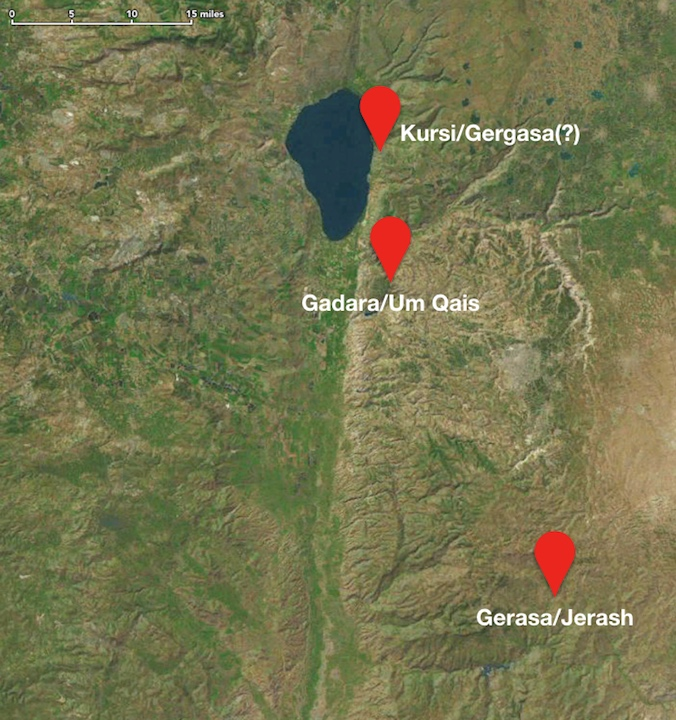 0 5 10 15 miles
Kursi/Gergasa(?)
Gadara/Um Qais
Gerasa/Jerash